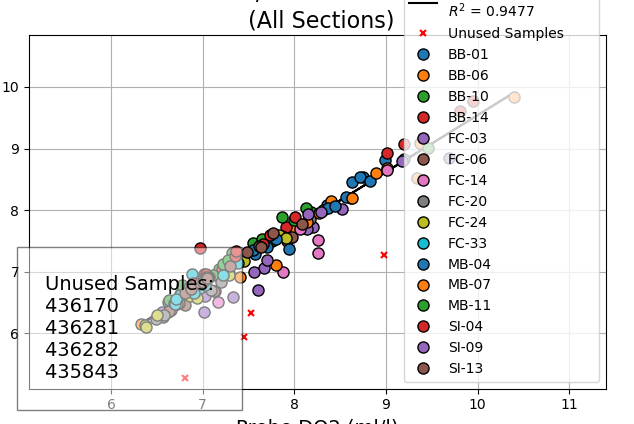 (All Sections)
R² = 0.9477
Unused Samples
BB-01
BB-06
BB-10
BB-14
FC-03
FC-06
FC-14
FC-20
FC-24
FC-33
MB-04
MB-07
MB-11
SI-04
SI-09
SI-13
10
9
8
7
6
Unused Samples:
436170
436281
436282
435843
6 7 8 9 10 11
Probe DO2 (ml/l)